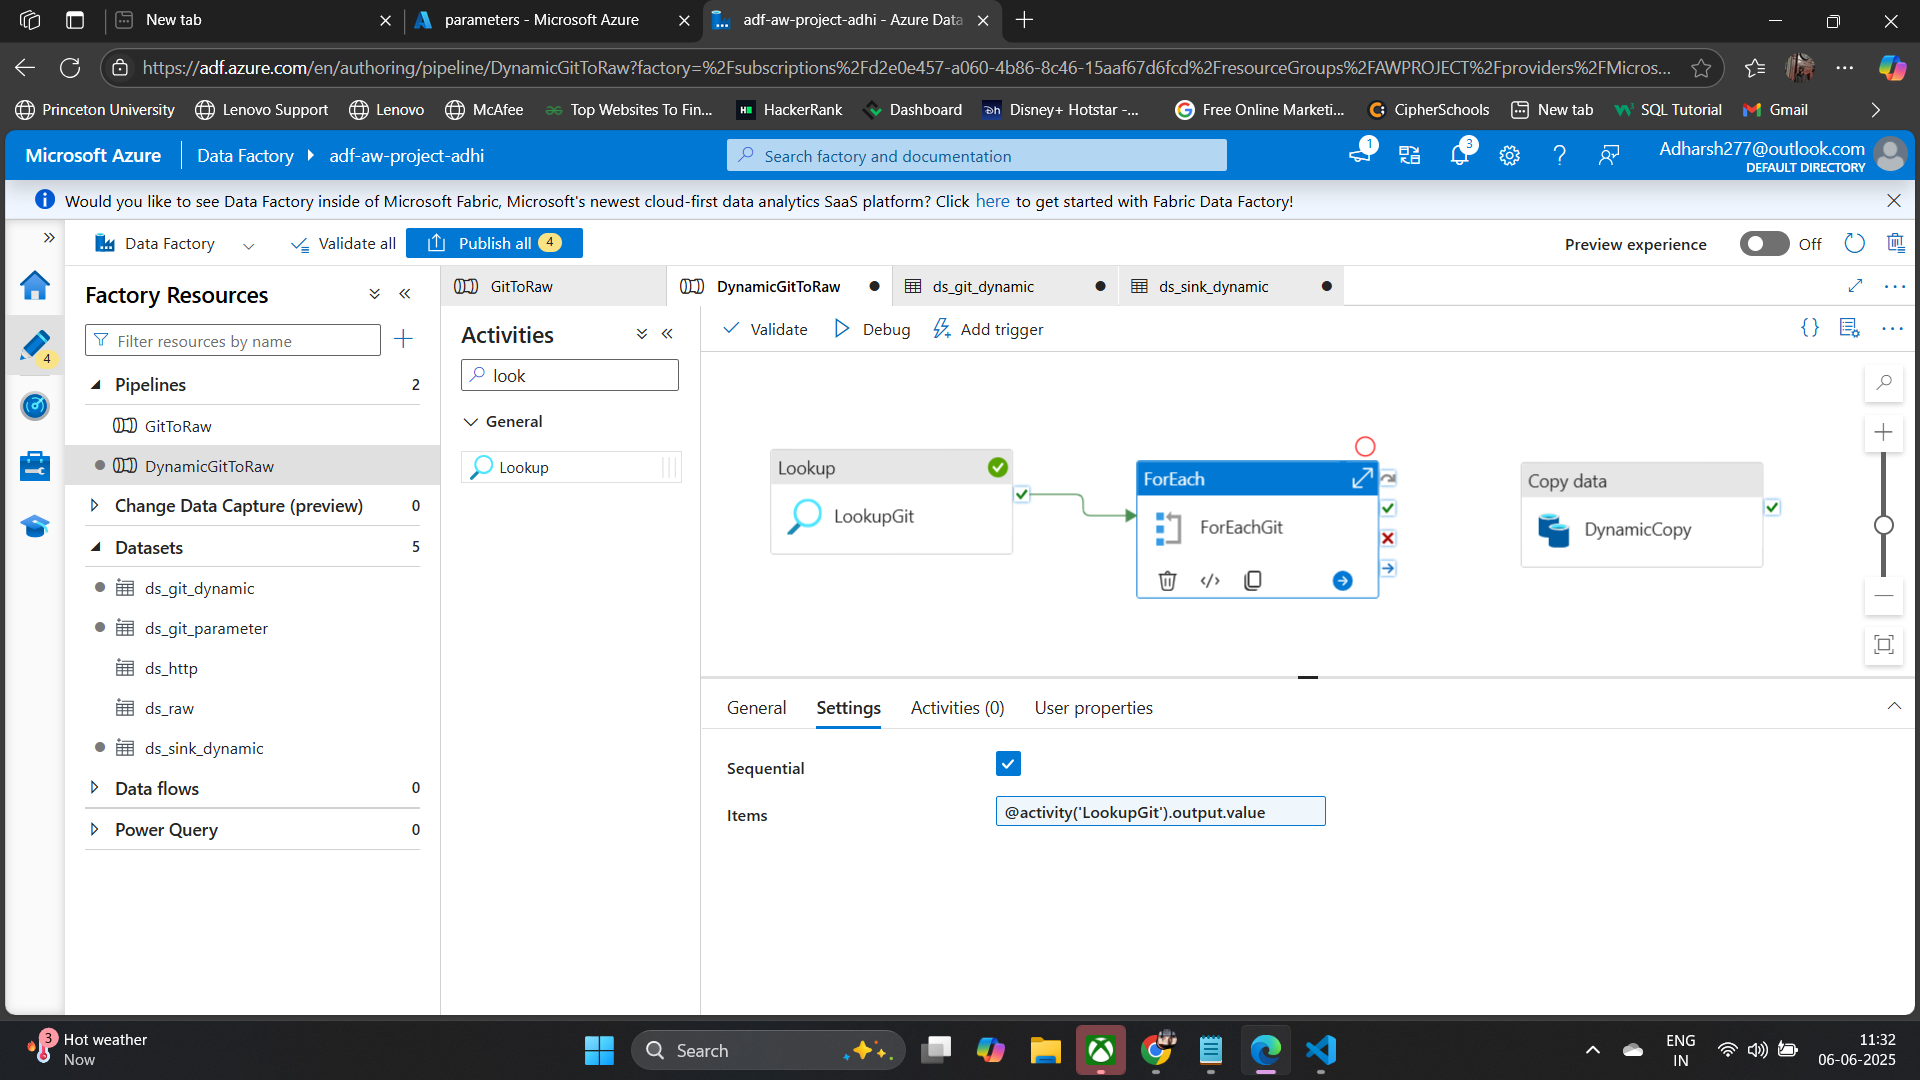 New tab
parameters - Microsoft Azure
adf-aw-project-adhi - Azure Data
https://adf.azure.com/en/authoring/pipeline/DynamicGitToRaw?factory=%2Fsubscriptions%2Fd2e0e457-a060-4b86-8c46-15aaf67d6fcd%2FresourceGroups%2FAWPROJECT%2Fproviders%2FMicros...
Princeton University
Lenovo Support
Lenovo
McAfee
Top Websites To Fin...
HackerRank
Dashboard
Disney+ Hotstar -...
Free Online Marketi...
CipherSchools
New tab
SQL Tutorial
Gmail
Microsoft Azure
Data Factory
adf-aw-project-adhi
Search factory and documentation
1
3
Adharsh277@outlook.com
DEFAULT DIRECTORY
Would you like to see Data Factory inside of Microsoft Fabric, Microsoft's newest cloud-first data analytics SaaS platform? Click here to get started with Fabric Data Factory!
Data Factory
Validate all
Publish all 4
Preview experience
Off
4
Factory Resources
Filter resources by name
Pipelines 2
GitToRaw
DynamicGitToRaw
Change Data Capture (preview) 0
Datasets 5
ds_git_dynamic
ds_git_parameter
ds_http
ds_raw
ds_sink_dynamic
Data flows 0
Power Query 0
GitToRaw
DynamicGitToRaw
ds_git_dynamic
ds_sink_dynamic
Activities
look
General
Lookup
Validate
Debug
Add trigger
Lookup
LookupGit
ForEach
ForEachGit
Copy data
DynamicCopy
General
Settings
Activities (0)
User properties
Sequential
Items
@activity('LookupGit').output.value
3
Hot weather
Now
Search
ENG
IN
11:32
06-06-2025